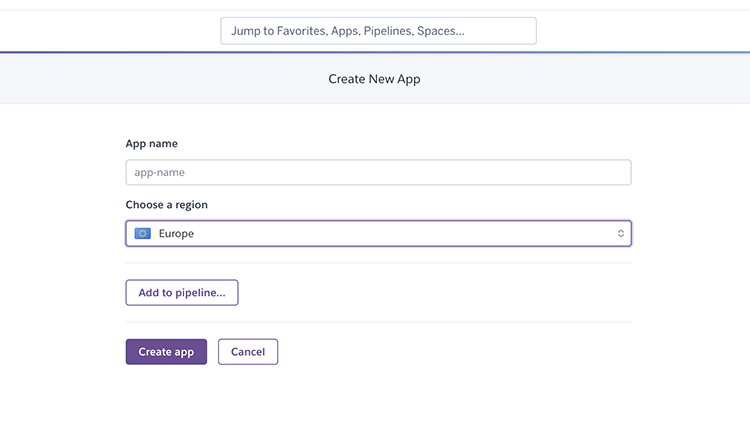 Jump to Favorites, Apps, Pipelines, Spaces...
Create New App
App name
app-name
Choose a region
Europe
Add to pipeline...
Create app
Cancel